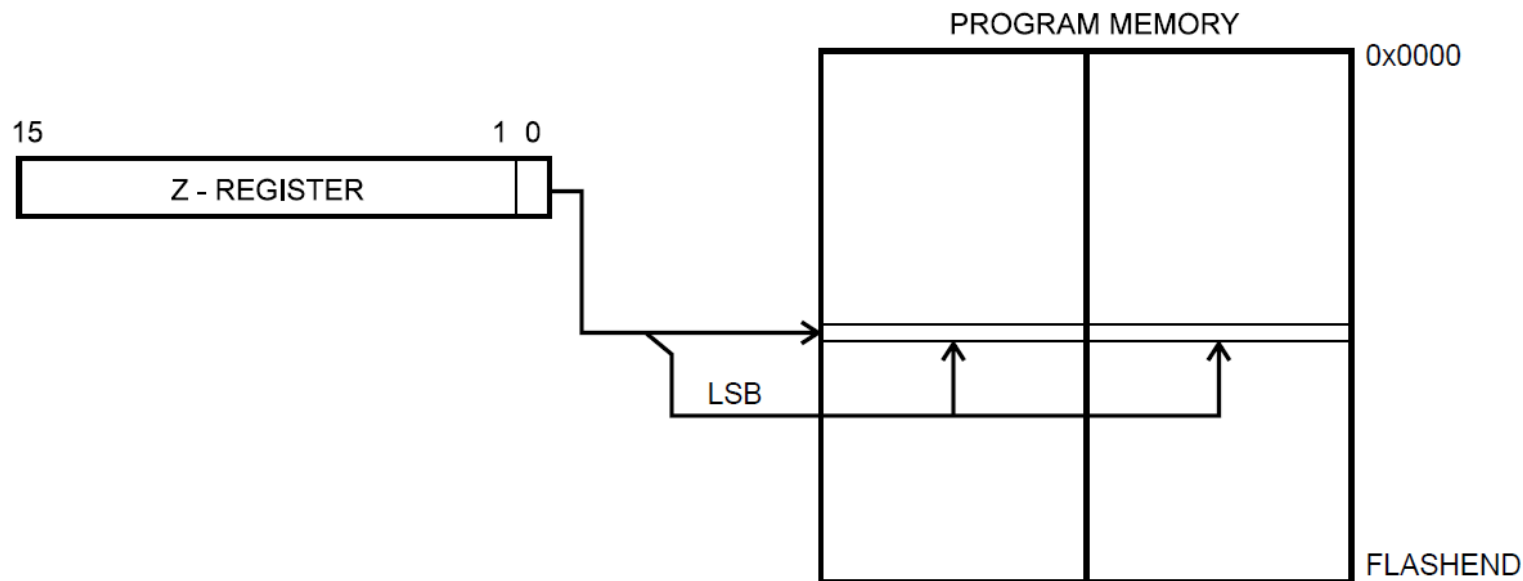 PROGRAM MEMORY
0x0000
15 1 0
Z - REGISTER
LSB
FLASHEND